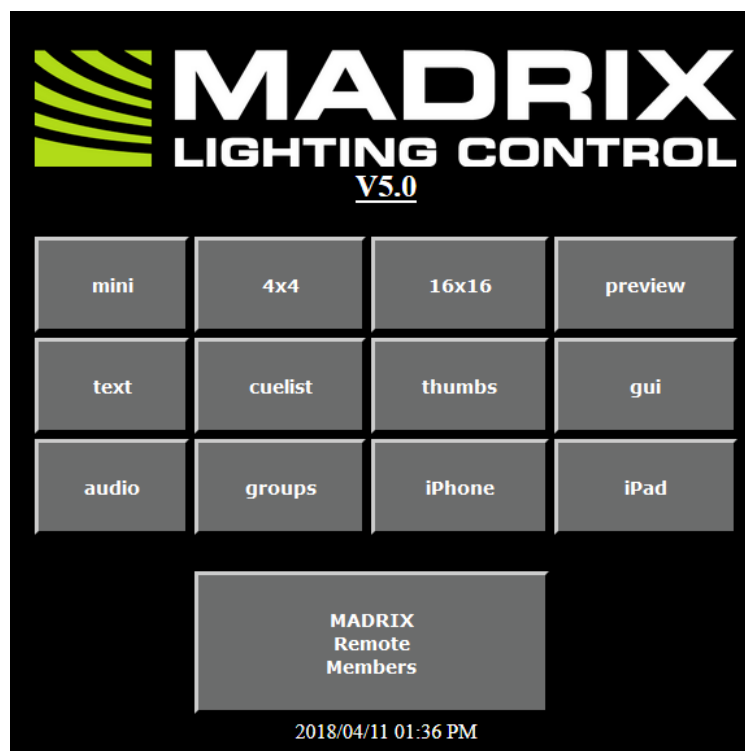 MADRIX
LIGHTING CONTROL
V5.0
mini 4x4 16x16 preview
text cuelist thumbs gui
audio groups iPhone iPad
MADRIX
Remote
Members
2018/04/11 01:36 PM